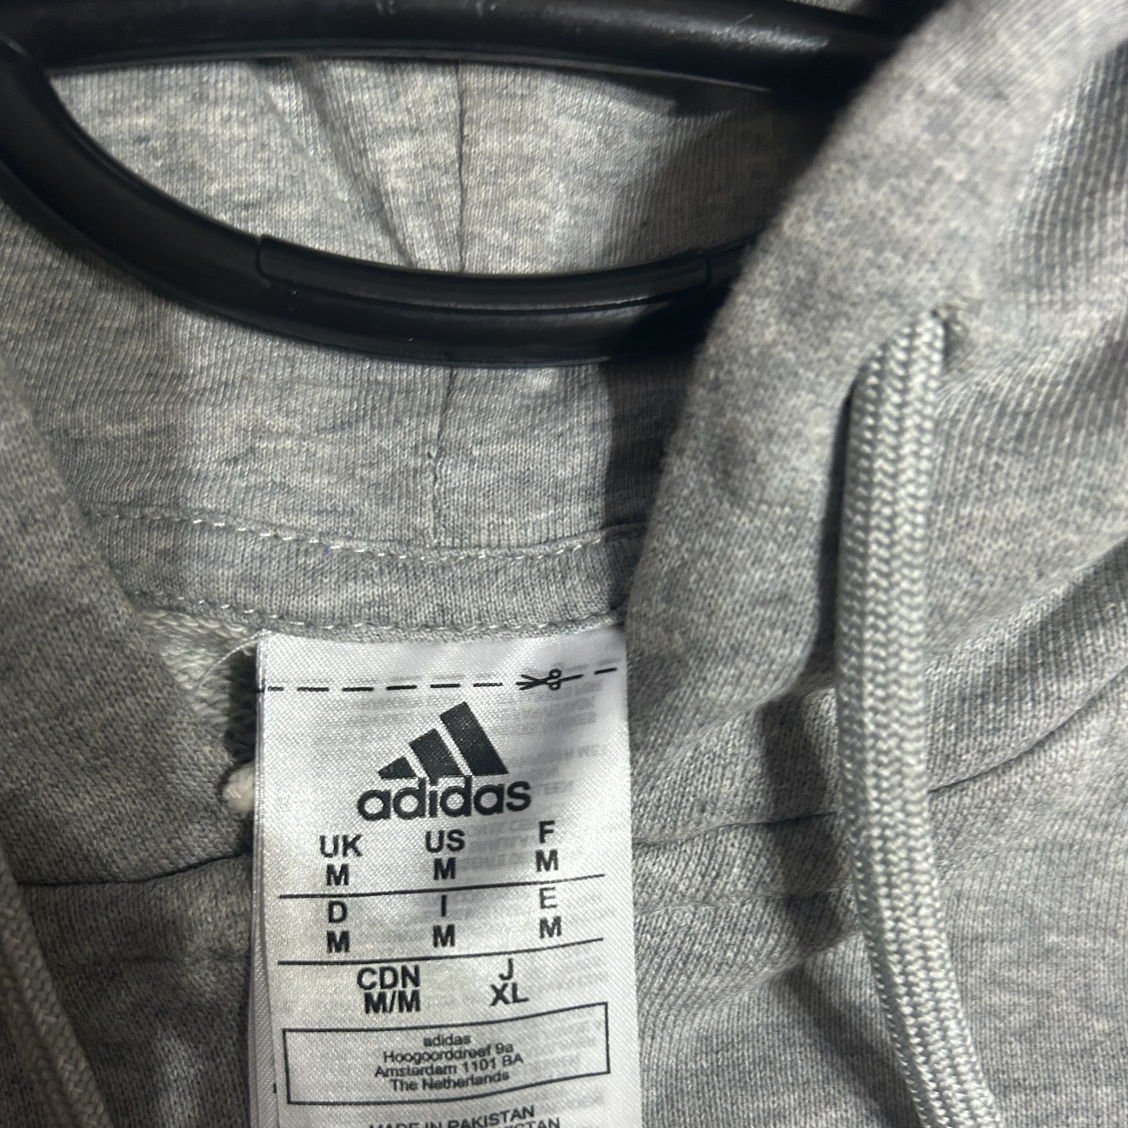 adidas
UK US F
M M M
D I E
M M M
CDN J
M/M XL
adidas
Hoogoorddreef 9a
Amsterdam 1101 BA
The Netherlands
MADE IN PAKISTAN